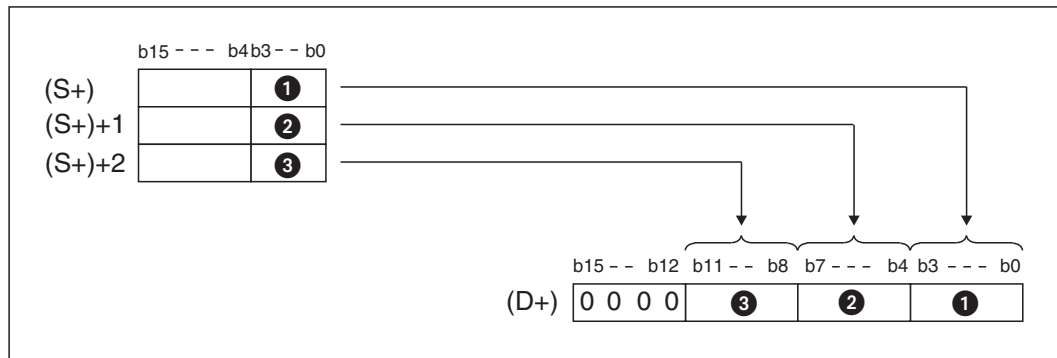 b15 - - - b4 b3 - - b0
(S+) ❶
(S+)+1 ❷
(S+)+2 ❸
b15 - - b12 b11 - - b8 b7 - - - b4 b3 - - - b0
(D+) 0 0 0 0 ❸ ❷ ❶